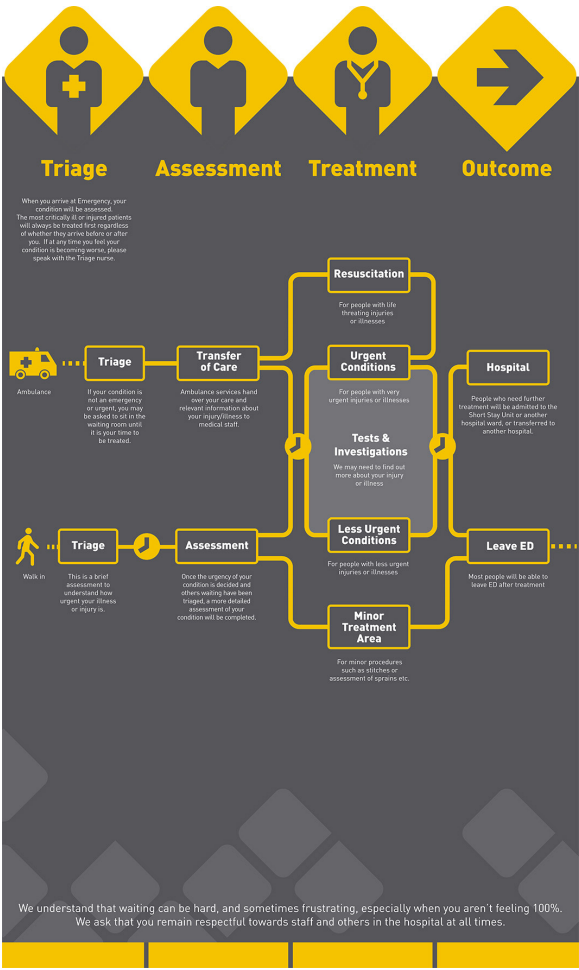 Triage
Assessment
Treatment
Outcome
When you arrive at Emergency, your
condition will be assessed.
The most critically ill or injured patients
will always be treated first regardless
of whether they arrive before or after
you. If at any time you feel your
condition is becoming worse, please
speak with the Triage nurse.
Resuscitation
For people with life
threating injuries
or illnesses
Ambulance
Triage
If your condition is
not an emergency
or urgent, you may
be asked to sit in the
waiting room until
it is your time to
be treated.
Transfer
of Care
Ambulance services hand
over your care and
relevant information about
your injury/illness to
medical staff.
Urgent
Conditions
For people with very
urgent injuries or illnesses
Tests &
Investigations
We may need to find out
more about your injury
or illness
Hospital
People who need further
treatment will be admitted to the
Short Stay Unit or another
hospital ward, or transferred to
another hospital.
Walk in
Triage
This is a brief
assessment to
understand how
urgent your illness
or injury is.
Assessment
Once the urgency of your
condition is decided and
others waiting have been
triaged, a more detailed
assessment of your
condition will be completed.
Less Urgent
Conditions
For people with less urgent
injuries or illnesses
Leave ED
Most people will be able to
leave ED after treatment
Minor
Treatment
Area
For minor procedures
such as stitches or
assessment of sprains etc.
We understand that waiting can be hard, and sometimes frustrating, especially when you aren't feeling 100%.
We ask that you remain respectful towards staff and others in the hospital at all times.